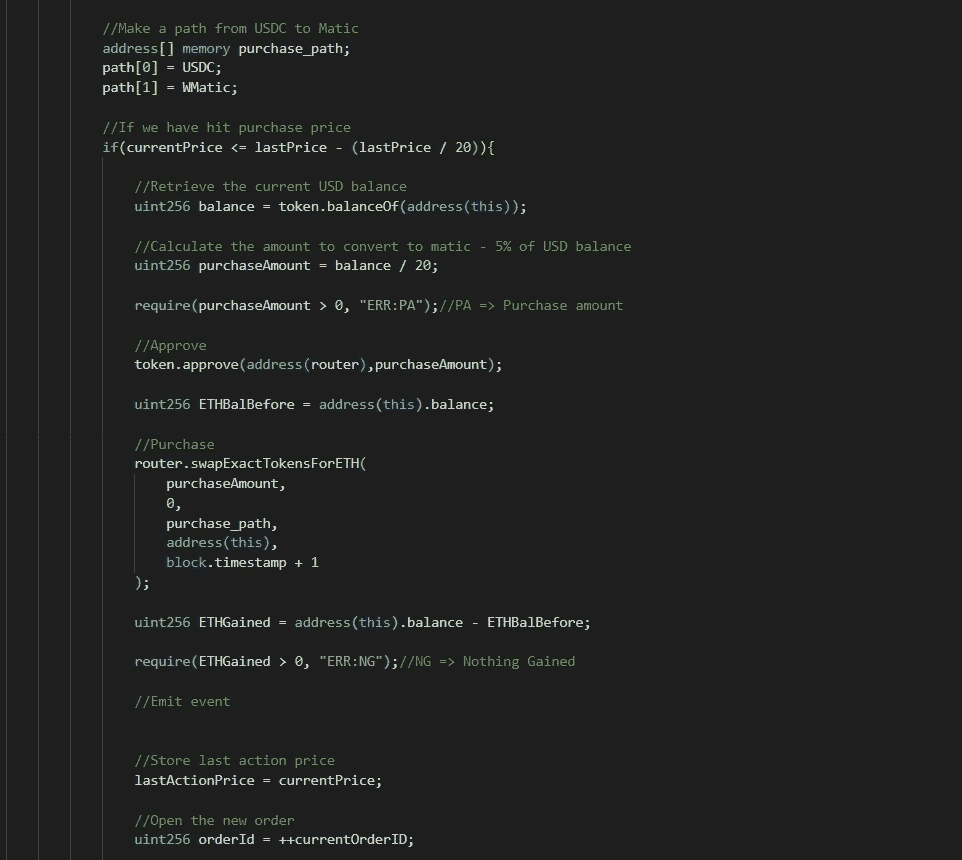 //Make a path from USDC to Matic
address[] memory purchase_path;
path[0] = USDC;
path[1] = WMatic;
//If we have hit purchase price
if(currentPrice <= lastPrice - (lastPrice / 20)){
//Retrieve the current USD balance
uint256 balance = token.balanceOf(address(this));
//Calculate the amount to convert to matic - 5% of USD balance
uint256 purchaseAmount = balance / 20;
require(purchaseAmount > 0, "ERR:PA");//PA => Purchase amount
//Approve
token.approve(address(router),purchaseAmount);
uint256 ETHBalBefore = address(this).balance;
//Purchase
router.swapExactTokensForETH(
purchaseAmount,
0,
purchase_path,
address(this),
block.timestamp + 1
);
uint256 ETHGained = address(this).balance - ETHBalBefore;
require(ETHGained > 0, "ERR:NG");//NG => Nothing Gained
//Emit event
//Store last action price
lastActionPrice = currentPrice;
//Open the new order
uint256 orderId = ++currentOrderID;